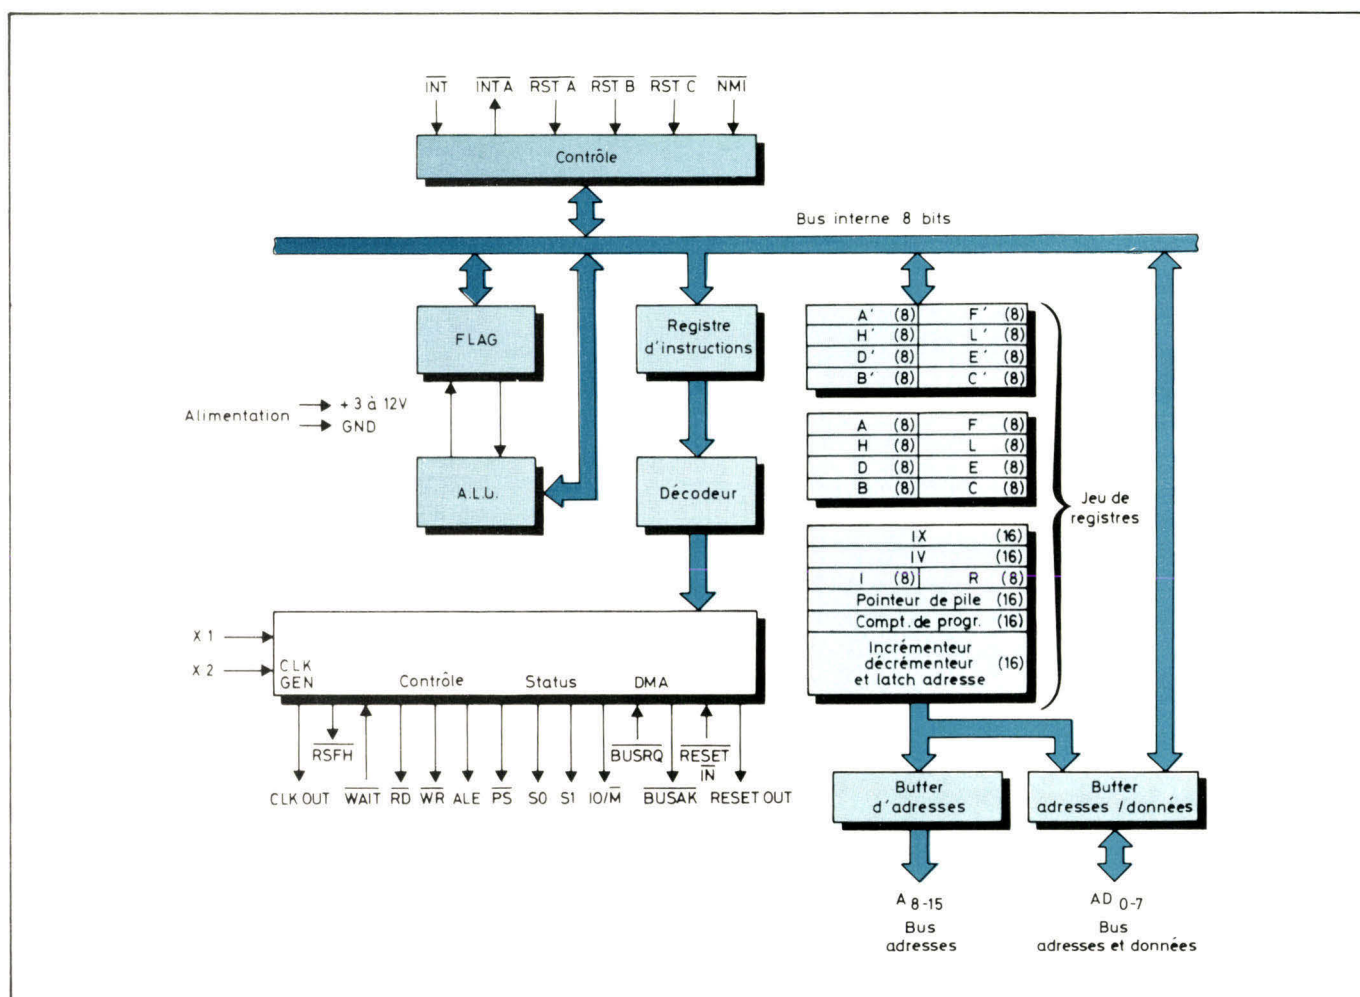 INT INTA RST A RST B RST C NMI
Contrôle
Bus interne 8 bits
FLAG
Registre
d'instructions
A' (8) F' (8)
H' (8) L' (8)
D' (8) E' (8)
B' (8) C' (8)
Alimentation
+ 3 à 12V
GND
A (8) F (8)
H (8) L (8)
D (8) E (8)
B (8) C (8)
A.L.U.
Décodeur
Jeu de
registres
IX (16)
IV (16)
I (8) R (8)
Pointeur de pile (16)
Compt. de progr. (16)
Incrémenteur
décrémenteur (16)
et latch adresse
X 1
X 2
CLK
GEN
Contrôle Status DMA
RSFH BUSRQ RESET
IN
CLK OUT WAIT RD WR ALE PS S0 S1 IO/M BUSAK RESET OUT
Butter
d'adresses
Butter
adresses / données
A 8-15
Bus
adresses
AD 0-7
Bus
adresses et données